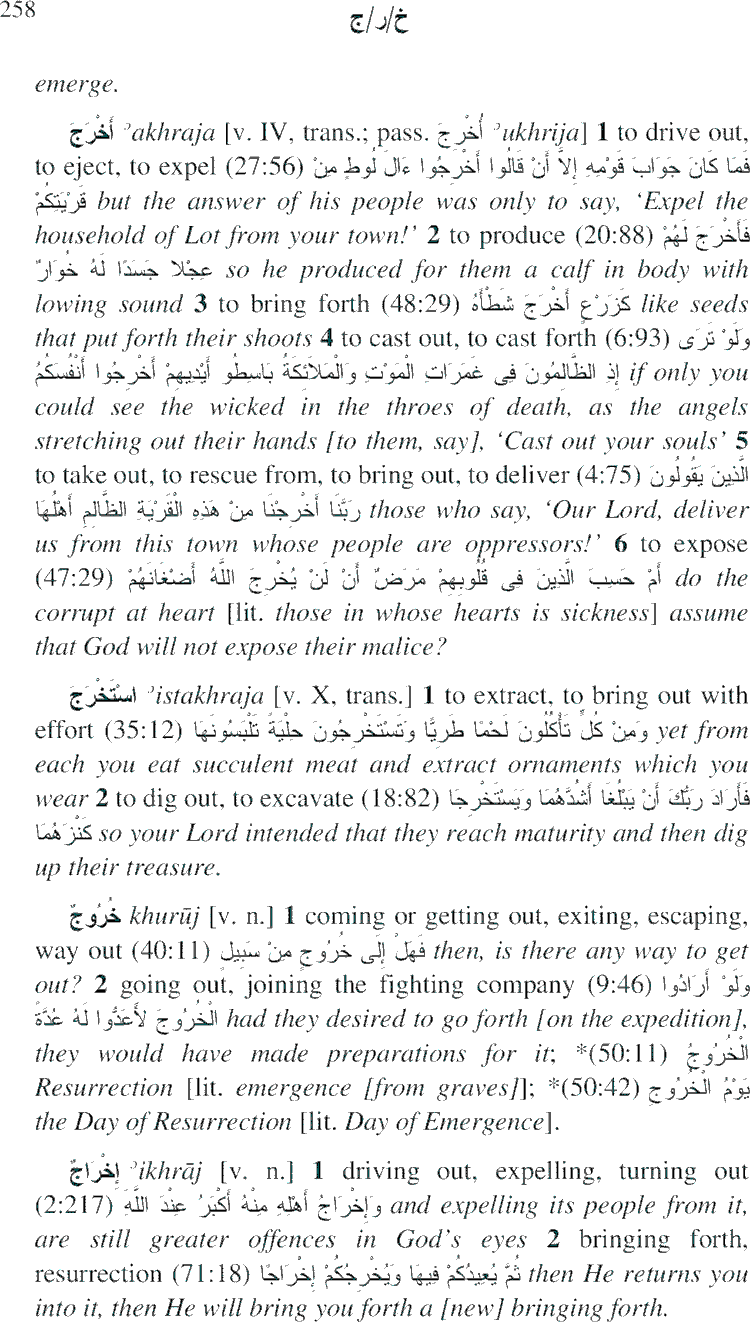 258
خ/ر/ج
emerge.
أَخْرَجَ ʾakhraja [v. IV, trans.; pass. أُخْرِجَ ʾukhrija] 1 to drive out,
to eject, to expel (27:56) فَمَا كَانَ جَوَابَ قَوْمِهِ إِلاَّ أَنْ قَالُوا أَخْرِجُوا ءَالَ لُوطٍ مِنْ
قَرْيَتِكُمْ but the answer of his people was only to say, ‘Expel the
household of Lot from your town!’ 2 to produce (20:88) فَأَخْرَجَ لَهُمْ
عِجْلا جَسَدًا لَهُ خُوَارٌ so he produced for them a calf in body with
lowing sound 3 to bring forth (48:29) كَزَرْعٍ أَخْرَجَ شَطْأَهُ like seeds
that put forth their shoots 4 to cast out, to cast forth (6:93) وَلَوْ تَرَى
إِذِ الظَّالِمُونَ فِى غَمَرَاتِ الْمَوْتِ وَالْمَلاَئِكَةُ بَاسِطُو أَيْدِيهِمْ أَخْرِجُوا أَنْفُسَكُمُ if only you
could see the wicked in the throes of death, as the angels
stretching out their hands [to them, say], ‘Cast out your souls’ 5
to take out, to rescue from, to bring out, to deliver (4:75) الَّذِينَ يَقُولُونَ
رَبَّنَا أَخْرِجْنَا مِنْ هَذِهِ الْقَرْيَةِ الظَّالِمِ أَهْلُهَا those who say, ‘Our Lord, deliver
us from this town whose people are oppressors!’ 6 to expose
(47:29) أَمْ حَسِبَ الَّذِينَ فِى قُلُوبِهِمْ مَرَضٌ أَنْ لَنْ يُخْرِجَ اللَّهُ أَضْغَانَهُمْ do the
corrupt at heart [lit. those in whose hearts is sickness] assume
that God will not expose their malice?
اسْتَخْرَجَ ʾistakhraja [v. X, trans.] 1 to extract, to bring out with
effort (35:12) وَمِنْ كُلٍّ تَأْكُلُونَ لَحْمًا طَرِيًّا وَتَسْتَخْرِجُونَ حِلْيَةً تَلْبَسُونَهَا yet from
each you eat succulent meat and extract ornaments which you
wear 2 to dig out, to excavate (18:82) فَأَرَادَ رَبُّكَ أَنْ يَبْلُغَا أَشُدَّهُمَا وَيَسْتَخْرِجَا
كَنْزَهُمَا so your Lord intended that they reach maturity and then dig
up their treasure.
خُرُوجٌ khurūj [v. n.] 1 coming or getting out, exiting, escaping,
way out (40:11) فَهَلْ إِلَى خُرُوجٍ مِنْ سَبِيلٍ then, is there any way to get
out? 2 going out, joining the fighting company (9:46) وَلَوْ أَرَادُوا
الْخُرُوجَ لأَعَدُّوا لَهُ عُدَّةً had they desired to go forth [on the expedition],
they would have made preparations for it; *(50:11) الْخُرُوجُ
Resurrection [lit. emergence [from graves]]; *(50:42) يَوْمُ الْخُرُوجِ
the Day of Resurrection [lit. Day of Emergence].
إِخْرَاجٌ ʾikhrāj [v. n.] 1 driving out, expelling, turning out
(2:217) وَإِخْرَاجُ أَهْلِهِ مِنْهُ أَكْبَرُ عِنْدَ اللَّهِ and expelling its people from it,
are still greater offences in God’s eyes 2 bringing forth,
resurrection (71:18) ثُمَّ يُعِيدُكُمْ فِيهَا وَيُخْرِجُكُمْ إِخْرَاجًا then He returns you
into it, then He will bring you forth a [new] bringing forth.